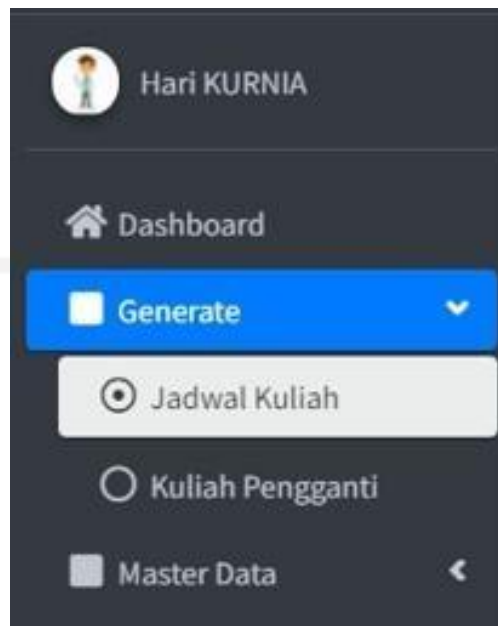 Hari KURNIA
Dashboard
Generate
Jadwal Kuliah
Kuliah Pengganti
Master Data